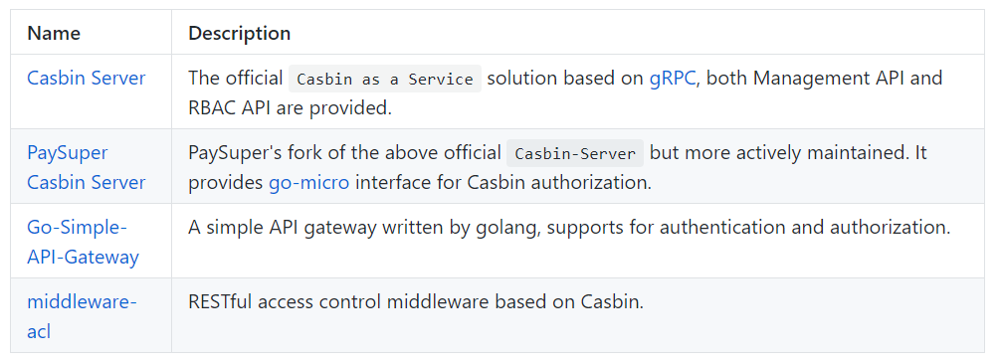 Name Description
Casbin Server The official Casbin as a Service solution based on gRPC, both Management API and
RBAC API are provided.
PaySuper PaySuper's fork of the above official Casbin-Server but more actively maintained. It
Casbin Server provides go-micro interface for Casbin authorization.
Go-Simple- A simple API gateway written by golang, supports for authentication and authorization.
API-Gateway
middleware- RESTful access control middleware based on Casbin.
acl